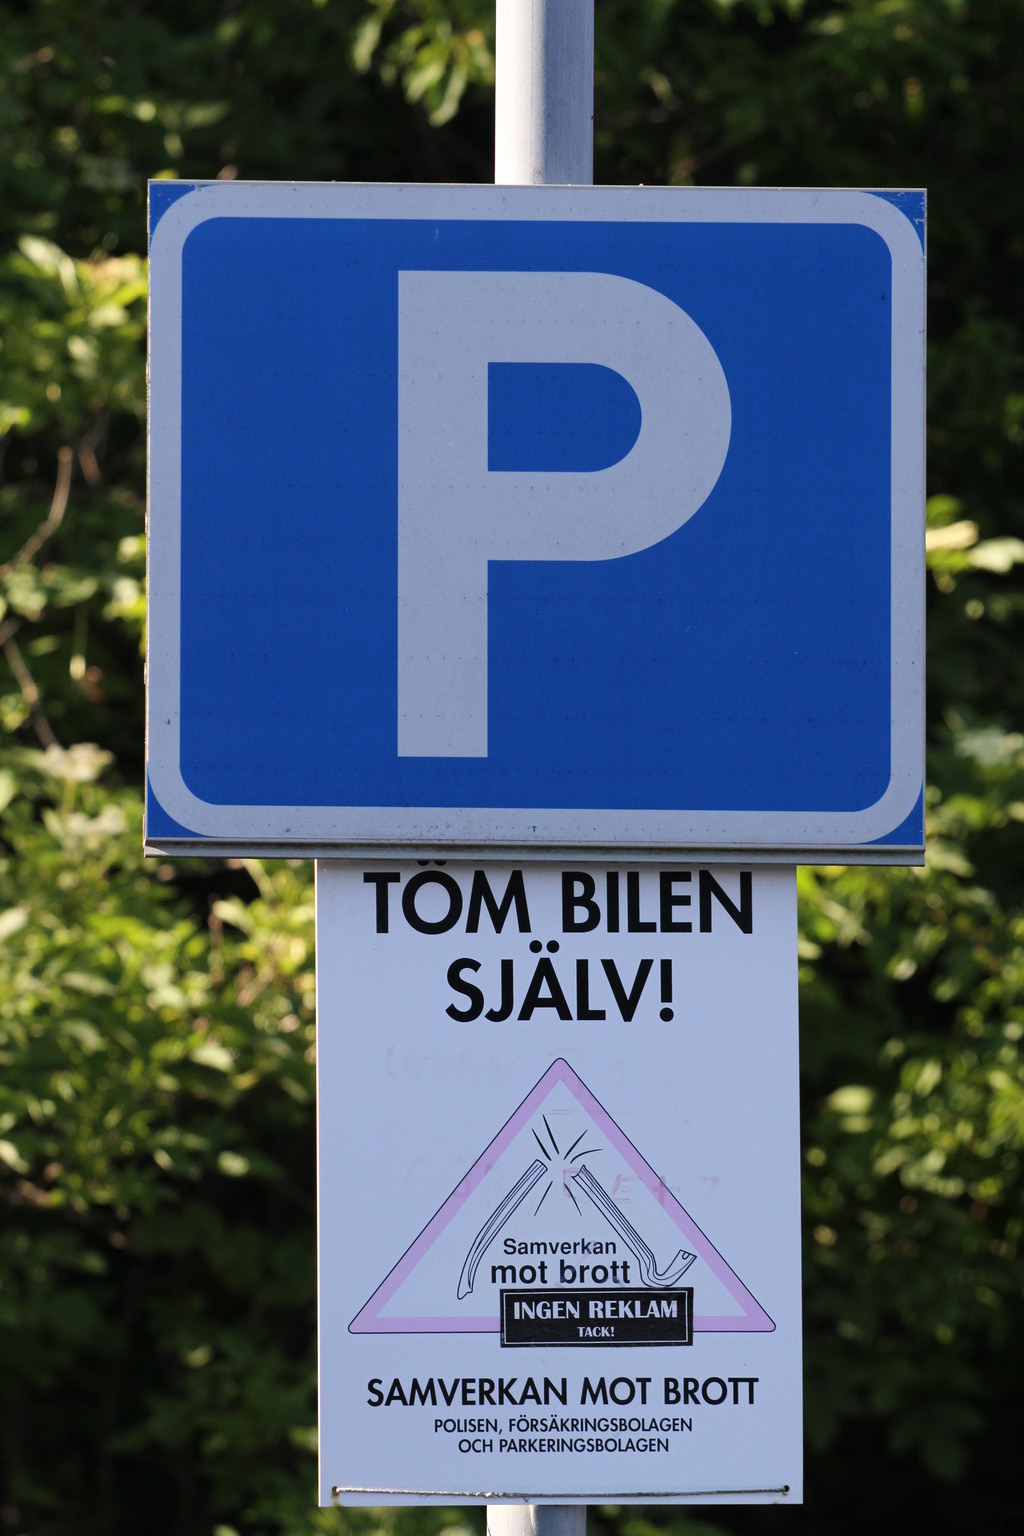 P
TÖM BILEN
SJÄLV!
Samverkan
mot brott
INGEN REKLAM
TACK!
SAMVERKAN MOT BROTT
POLISEN, FÖRSÄKRINGSBOLAGEN
OCH PARKERINGSBOLAGEN